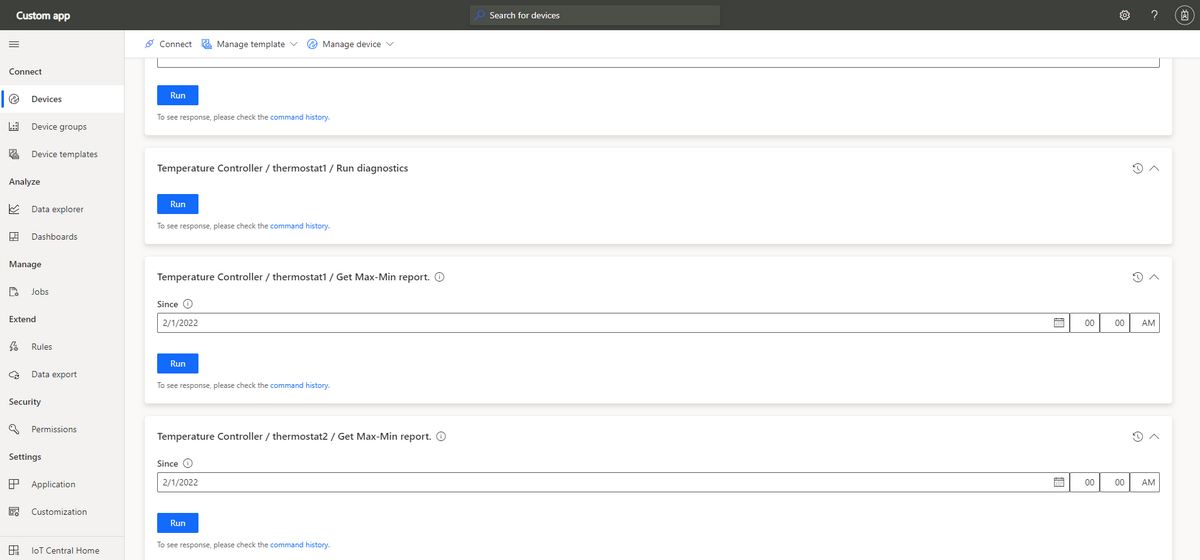 Custom app
Search for devices
?
Connect
Manage template
Manage device
Connect
Devices
Device groups
Device templates
Analyze
Data explorer
Dashboards
Manage
Jobs
Extend
Rules
Data export
Security
Permissions
Settings
Application
Customization
IoT Central Home
Run
To see response, please check the command history.
Temperature Controller / thermostat1 / Run diagnostics
Run
To see response, please check the command history.
Temperature Controller / thermostat1 / Get Max-Min report.
Since
2/1/2022 00 00 AM
Run
To see response, please check the command history.
Temperature Controller / thermostat2 / Get Max-Min report.
Since
2/1/2022 00 00 AM
Run
To see response, please check the command history.